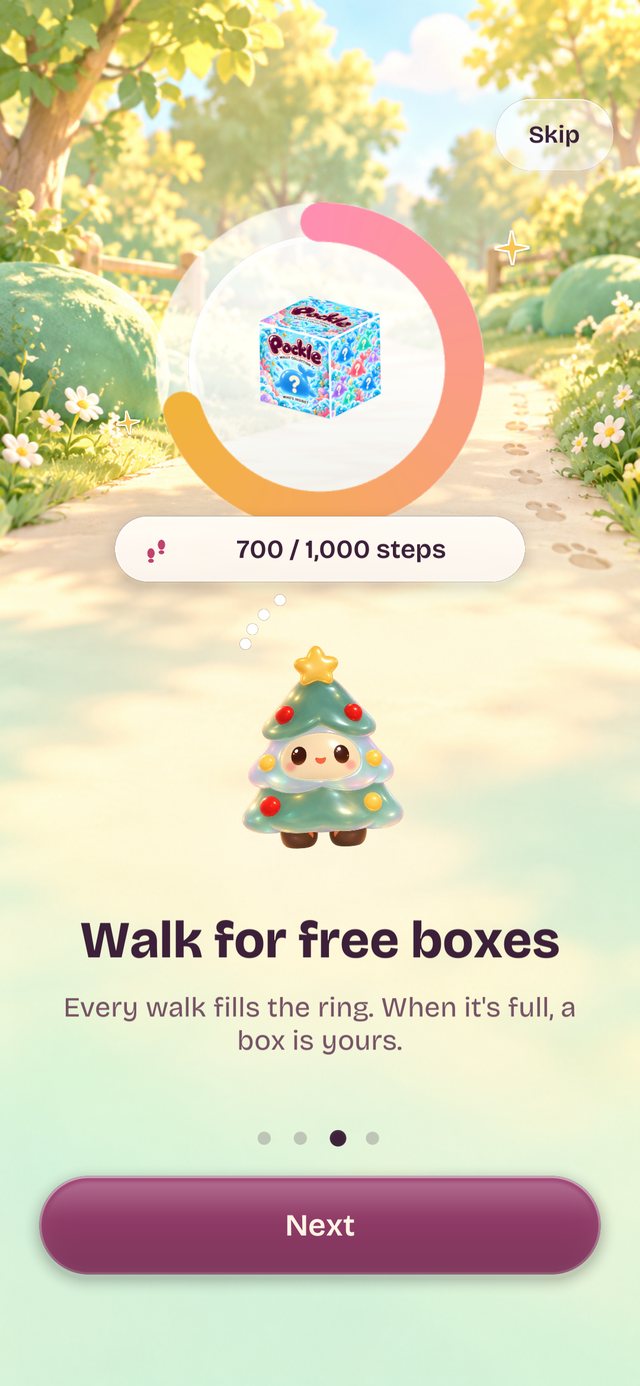 Skip
Pockle
Pockle
?
?
700 / 1,000 steps
Walk for free boxes
Every walk fills the ring. When it's full, a
box is yours.
Next